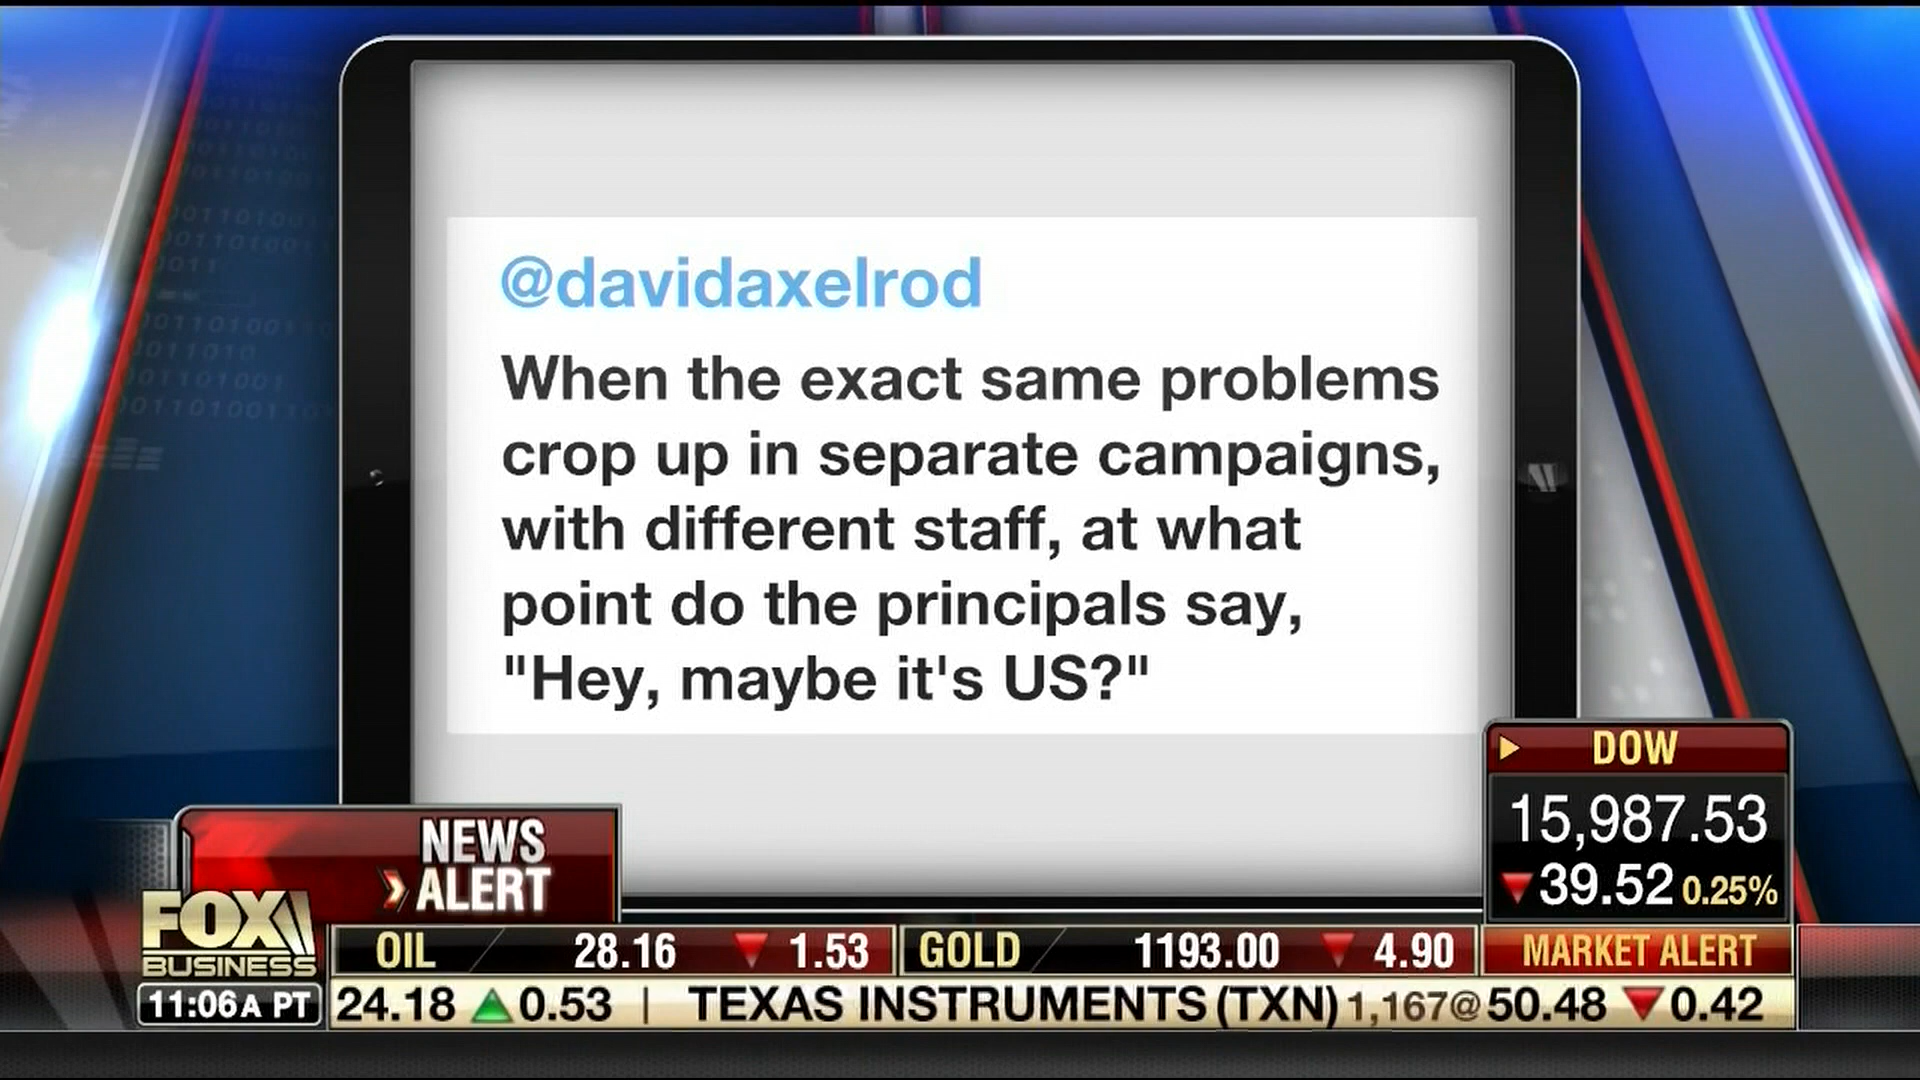 @davidaxelrod
When the exact same problems
crop up in separate campaigns,
with different staff, at what
point do the principals say,
"Hey, maybe it's US?"
DOW
15,987.53
39.52 0.25%
NEWS
ALERT
FOX
BUSINESS
OIL 28.16 1.53 GOLD 1193.00 4.90 MARKET ALERT
11:06A PT 24.18 0.53 | TEXAS INSTRUMENTS (TXN) 1,167@50.48 0.42